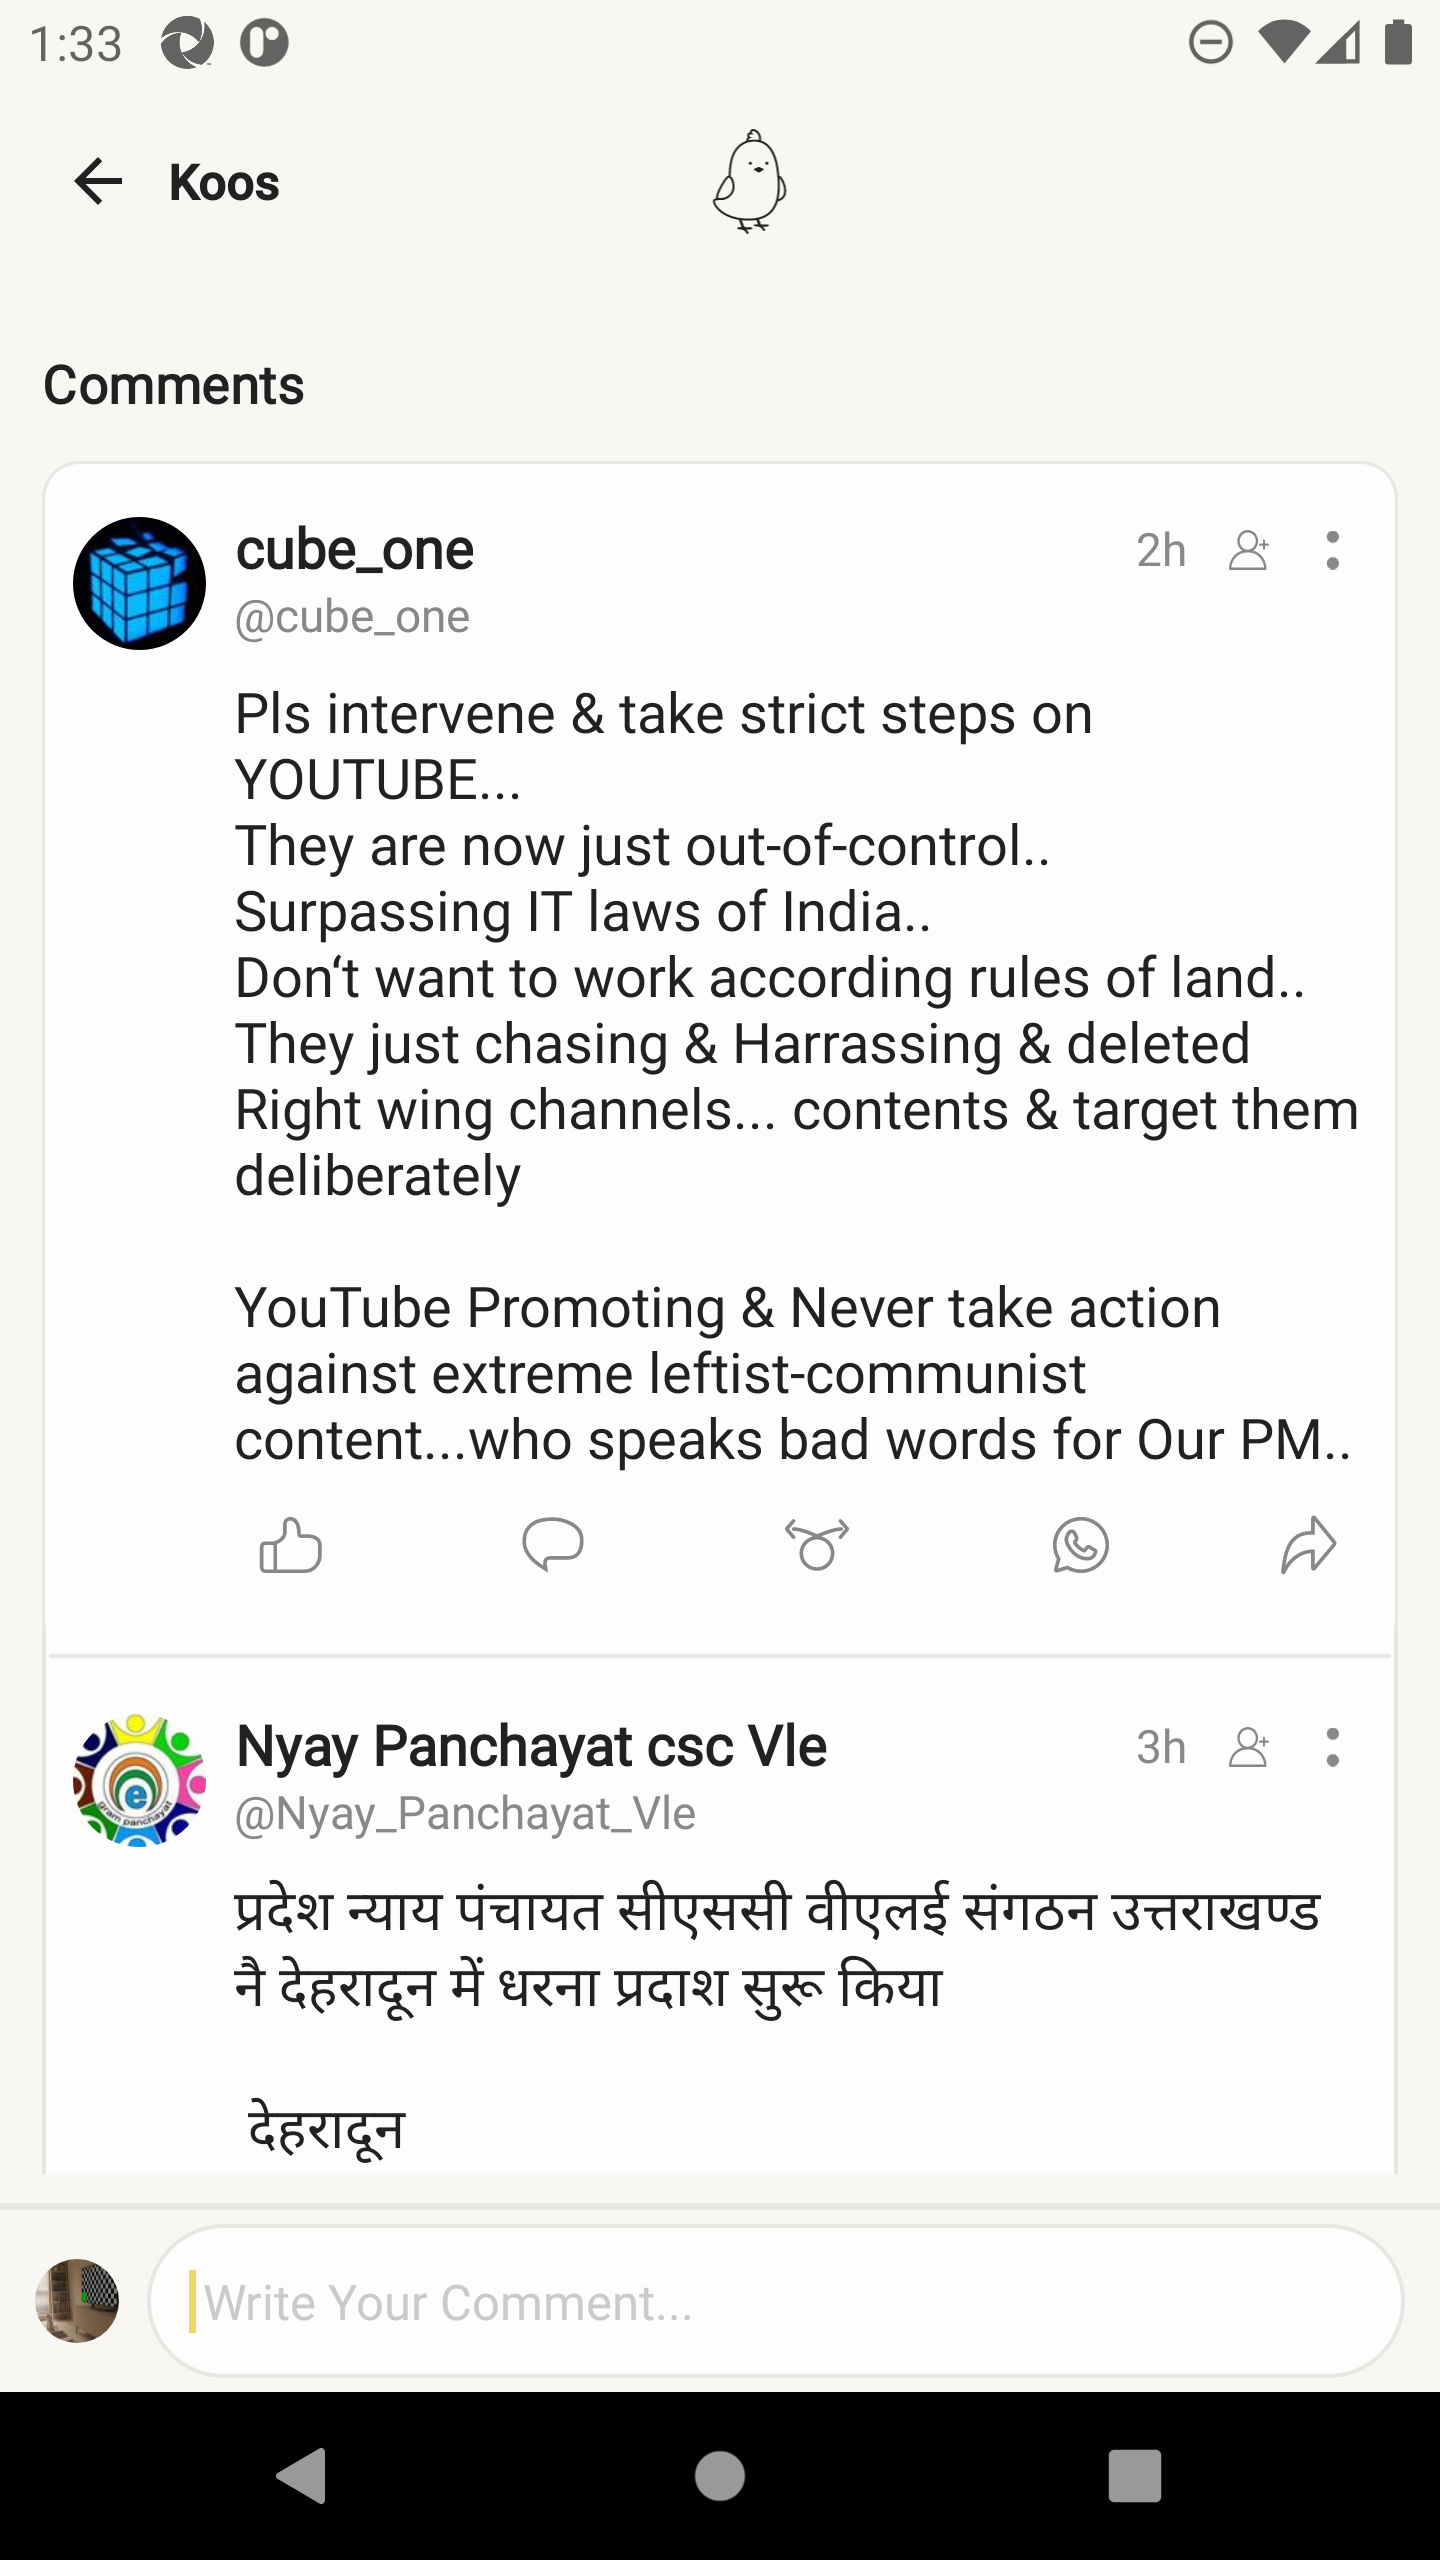 1:33
Koos
Comments
cube_one
2h
@cube_one
Pls intervene & take strict steps on
YOUTUBE...
They are now just out-of-control..
Surpassing IT laws of India..
Don‘t want to work according rules of land..
They just chasing & Harrassing & deleted
Right wing channels... contents & target them
deliberately
YouTube Promoting & Never take action
against extreme leftist-communist
content...who speaks bad words for Our PM..
Nyay Panchayat csc Vle
3h
@Nyay_Panchayat_Vle
e
gram panchayat
प्रदेश न्याय पंचायत सीएससी वीएलई संगठन उत्तराखण्ड
नै देहरादून में धरना प्रदाश सुरू किया
देहरादून
Write Your Comment...